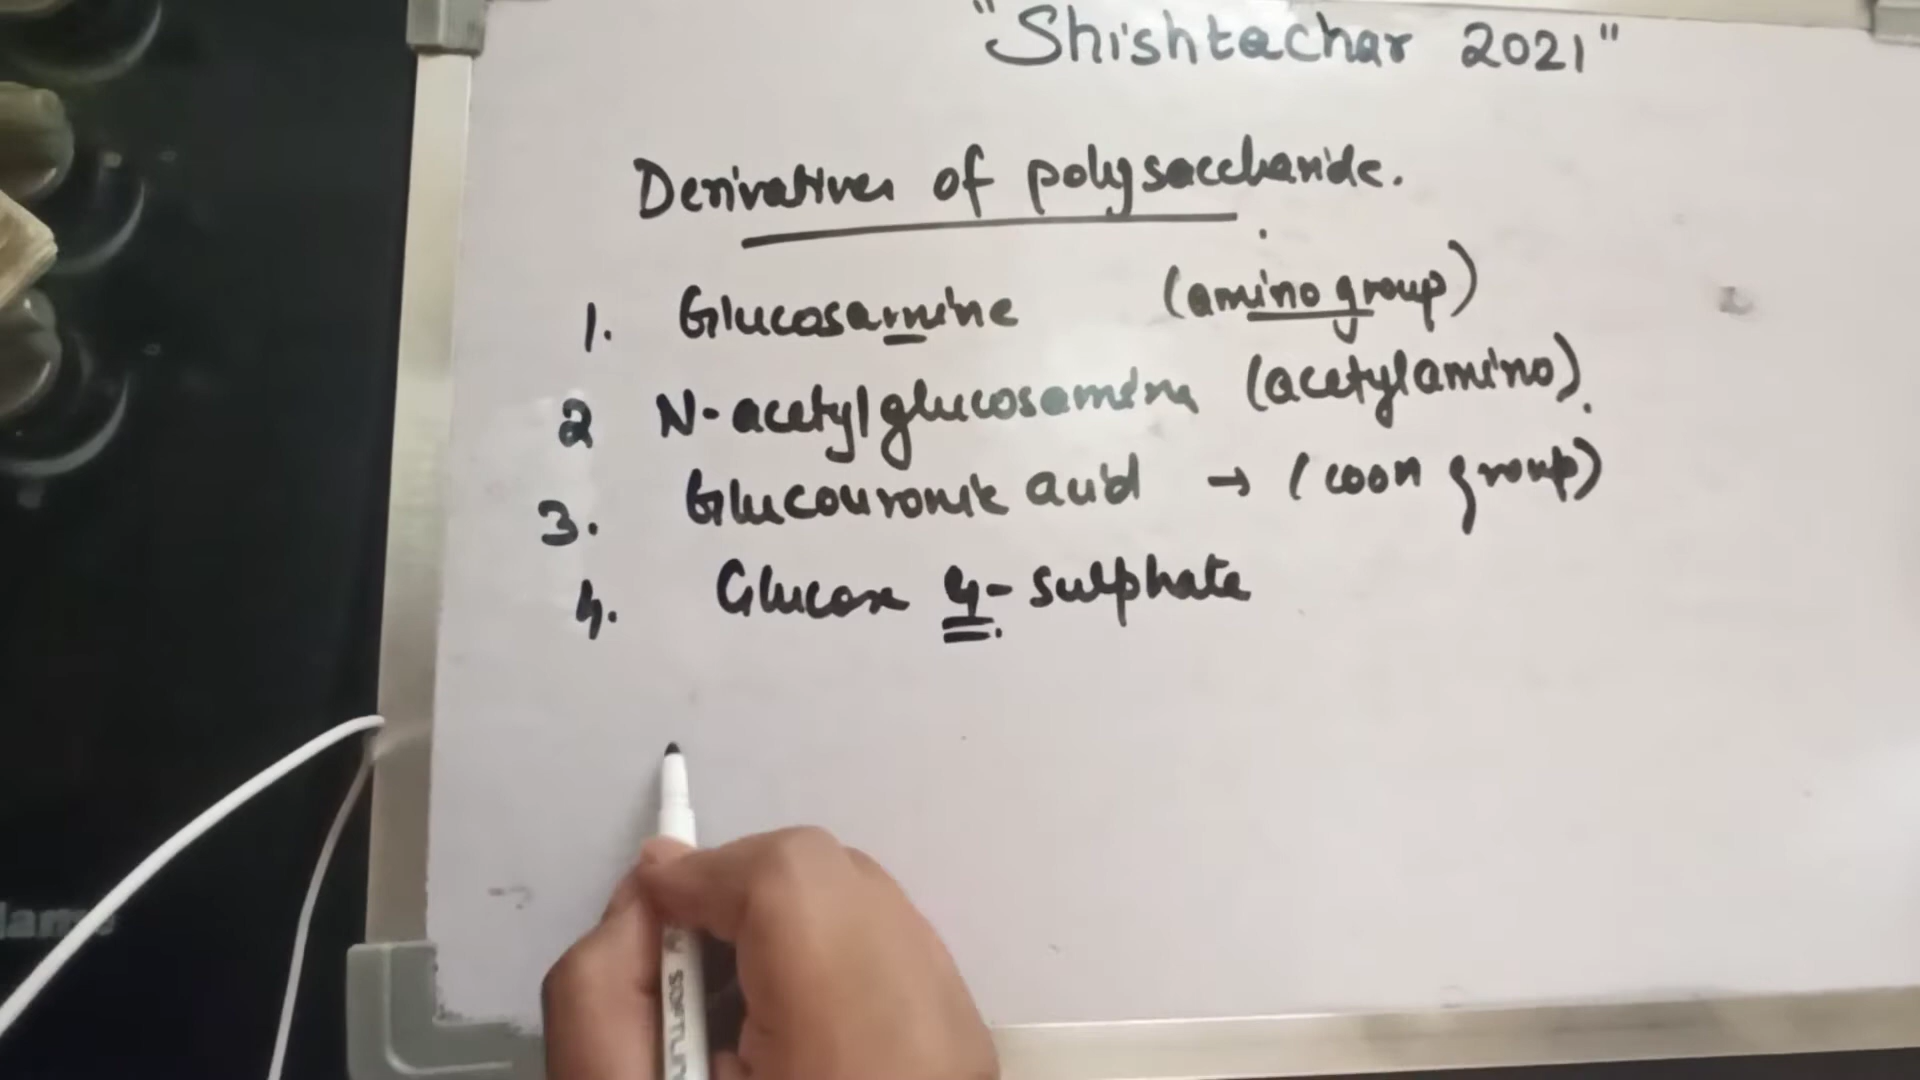 "Shishtachar 2021"
Derivatives of polysaccharide.
1. Glucosamine (amino group)
2 N-acetylglucosamine (acetylamino).
3. Glucouronic acid → (COOH group)
4. Glucose 4-sulphate
SOFTLIN